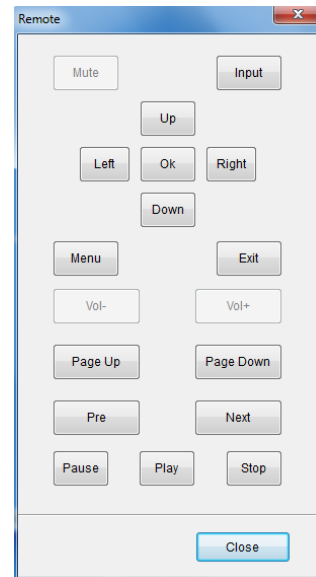 Remote
Mute Input
Up
Left Ok Right
Down
Menu Exit
Vol- Vol+
Page Up Page Down
Pre Next
Pause Play Stop
Close